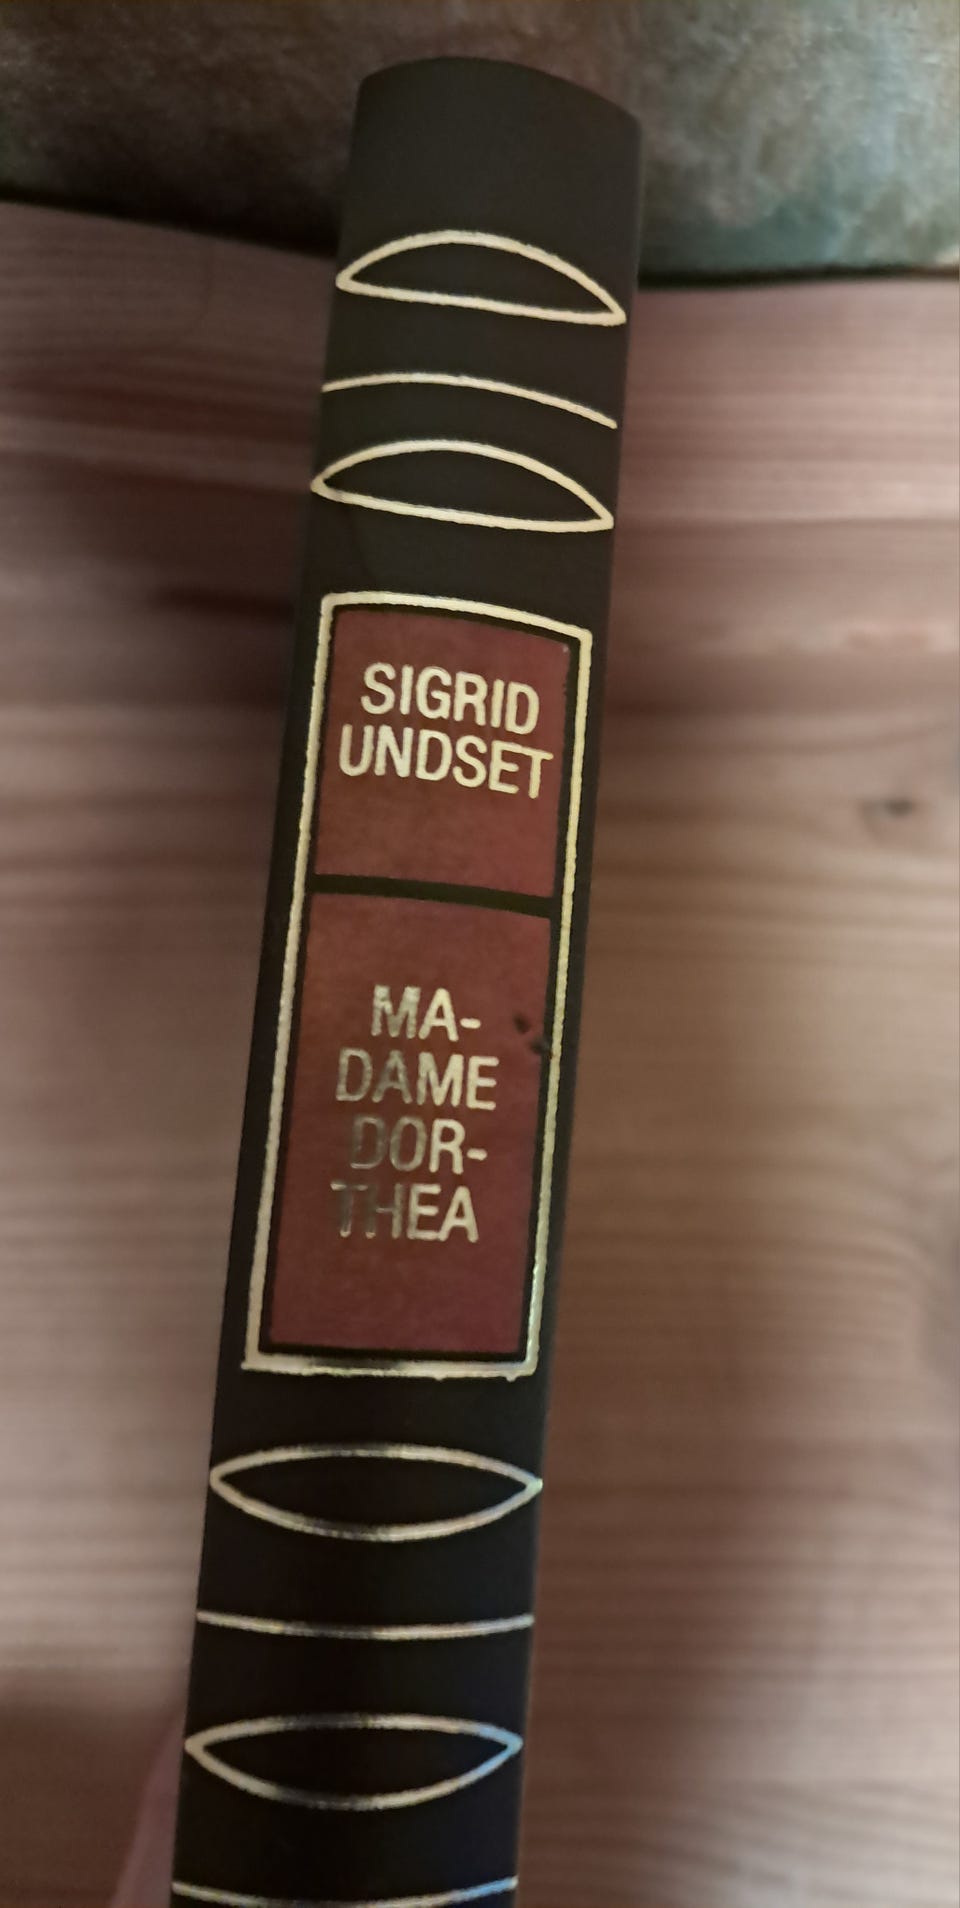 SIGRID
UNDSET
MA-
DAME
DOR-
THEA